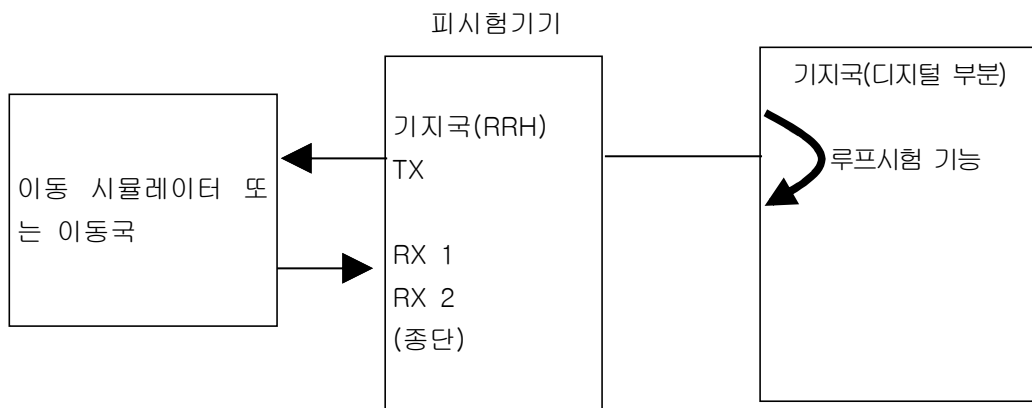 피시험기기
이동 시뮬레이터 또
는 이동국
기지국(RRH)
TX
RX 1
RX 2
(종단)
기지국(디지털 부분)
루프시험 기능